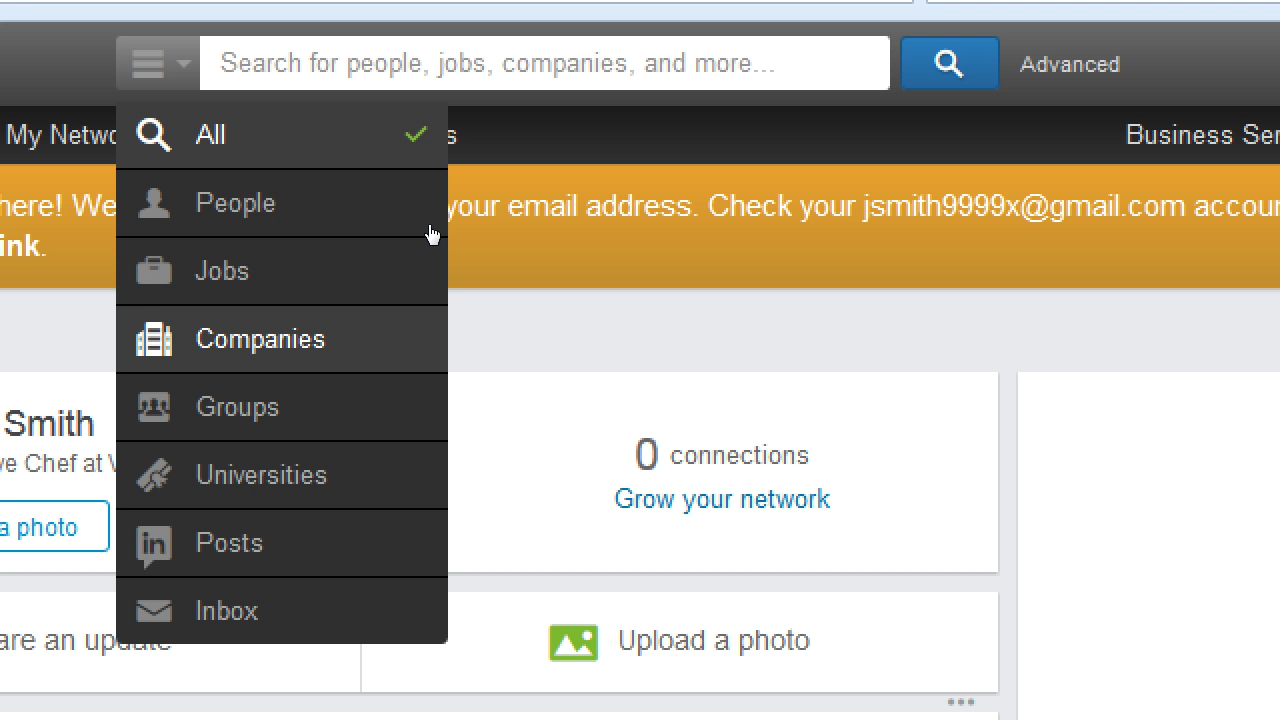 Search for people, jobs, companies, and more...
Advanced
My Netwo
s
Business Ser
All
People
Jobs
Companies
Groups
Universities
in
Posts
Inbox
here! We
your email address. Check your jsmith9999x@gmail.com accour
ink.
Smith
ve Chef at V
a photo
0 connections
Grow your network
are an update
Upload a photo